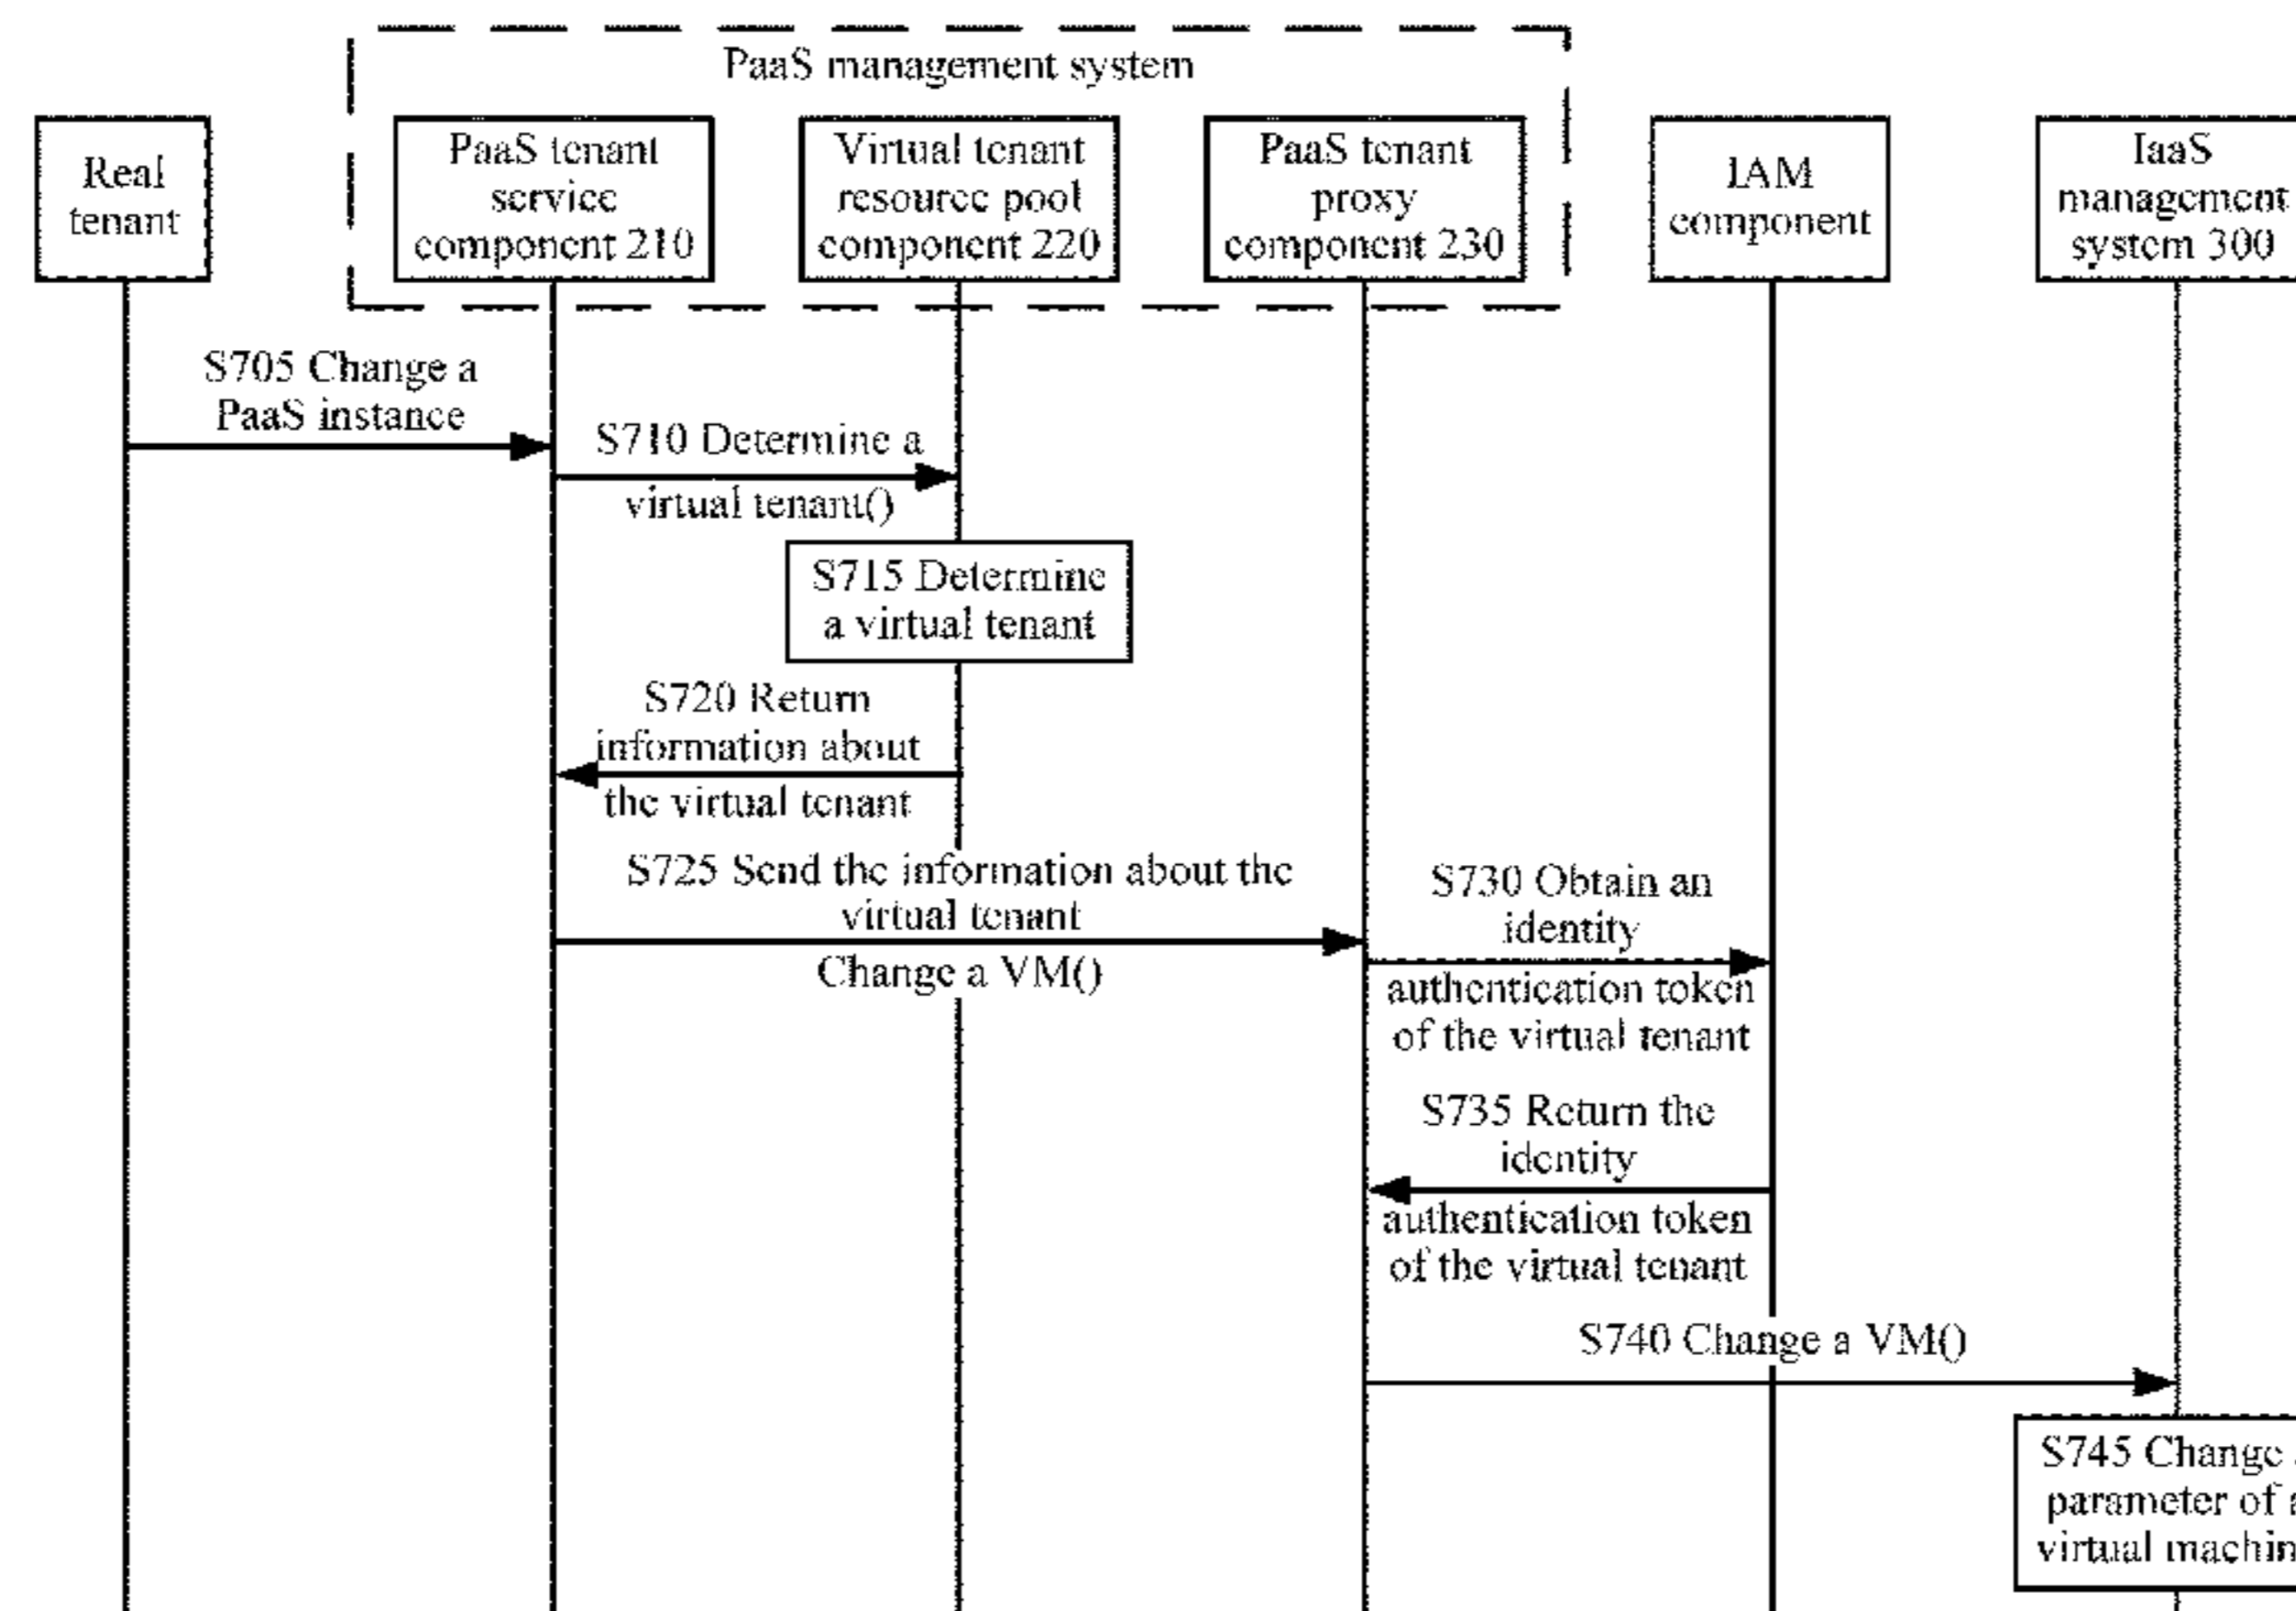 PaaS management system
Real
tenant
PaaS tenant
service
component 210
Virtual tenant
resource pool
component 220
PaaS tenant
proxy
component 230
IAM
component
IaaS
management
system 300
S705 Change a
PaaS instance
S710 Determine a
virtual tenant()
S715 Determine
a virtual tenant
S720 Return
information about
the virtual tenant
S725 Send the information about the
virtual tenant
Change a VM()
S730 Obtain an
identity
authentication token
of the virtual tenant
S735 Return the
identity
authentication token
of the virtual tenant
S740 Change a VM()
S745 Change
parameter of
virtual